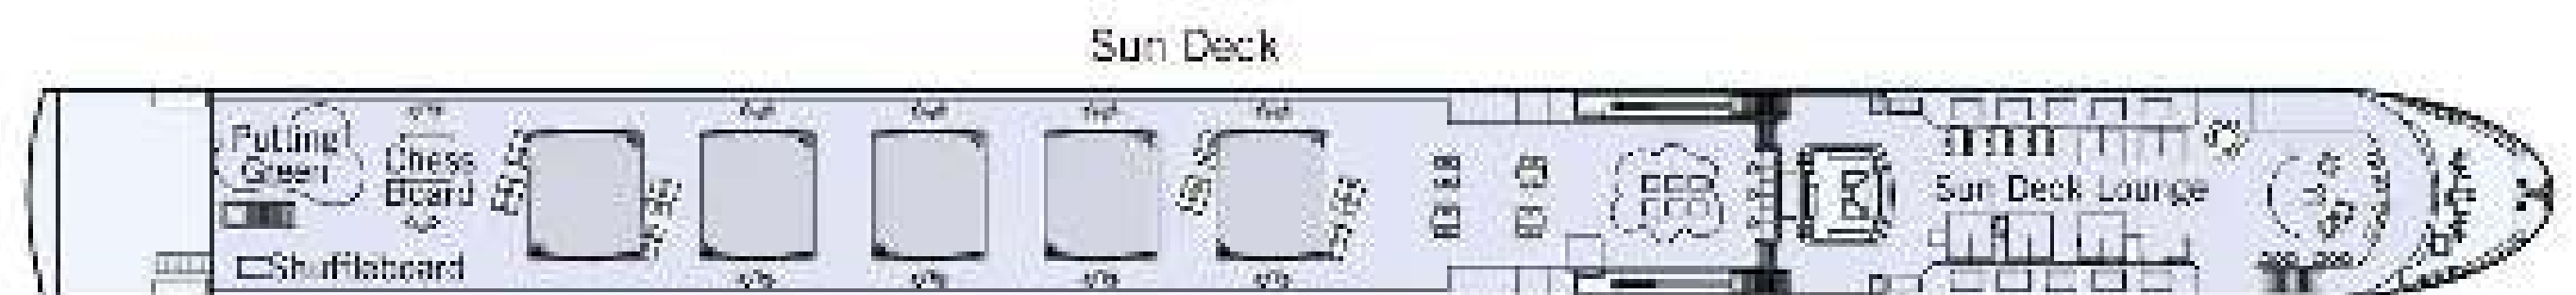 Sun Deck
Putting
Green
Chess
Board
Shuffleboard
Sun Deck Lounge